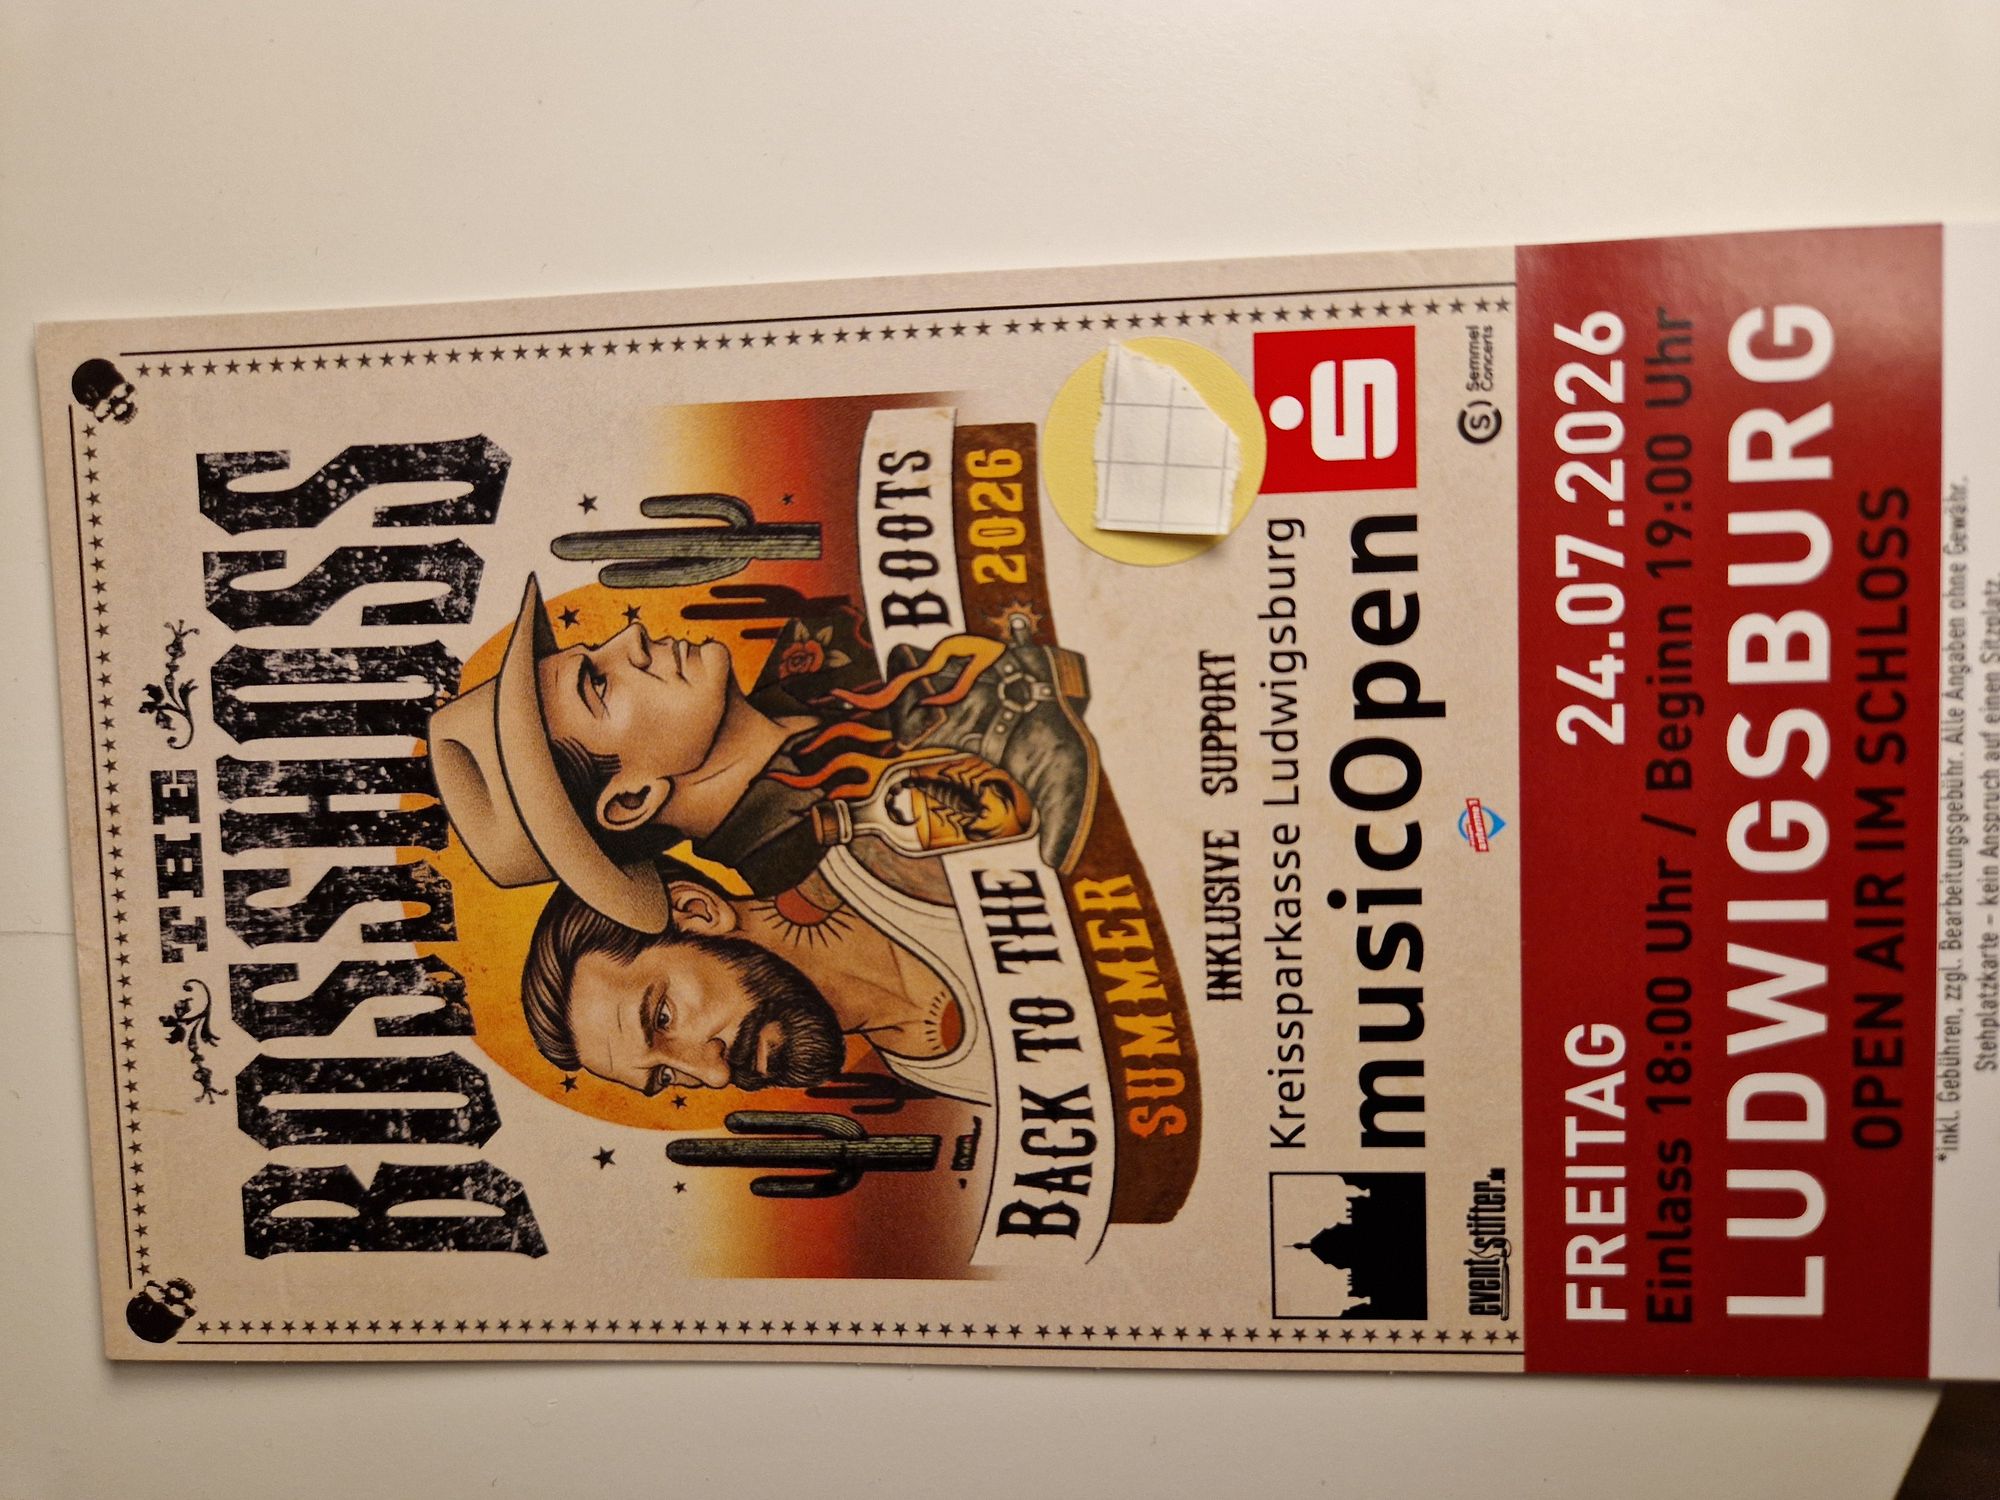 THE
BOSSHOSS
BACK TO THE BOOTS
SUMMER 2026
INKLUSIVE SUPPORT
Kreissparkasse Ludwigsburg
musicOpen
eventstifter.de
antenne 1
Semmel
Concerts
FREITAG 24.07.2026
Einlass 18:00 Uhr / Beginn 19:00 Uhr
LUDWIGSBURG
OPEN AIR IM SCHLOSS
*inkl. Gebühren, zzgl. Bearbeitungsgebühr. Alle Angaben ohne Gewähr.
Stehplatzkarte – kein Anspruch auf einen Sitzplatz.